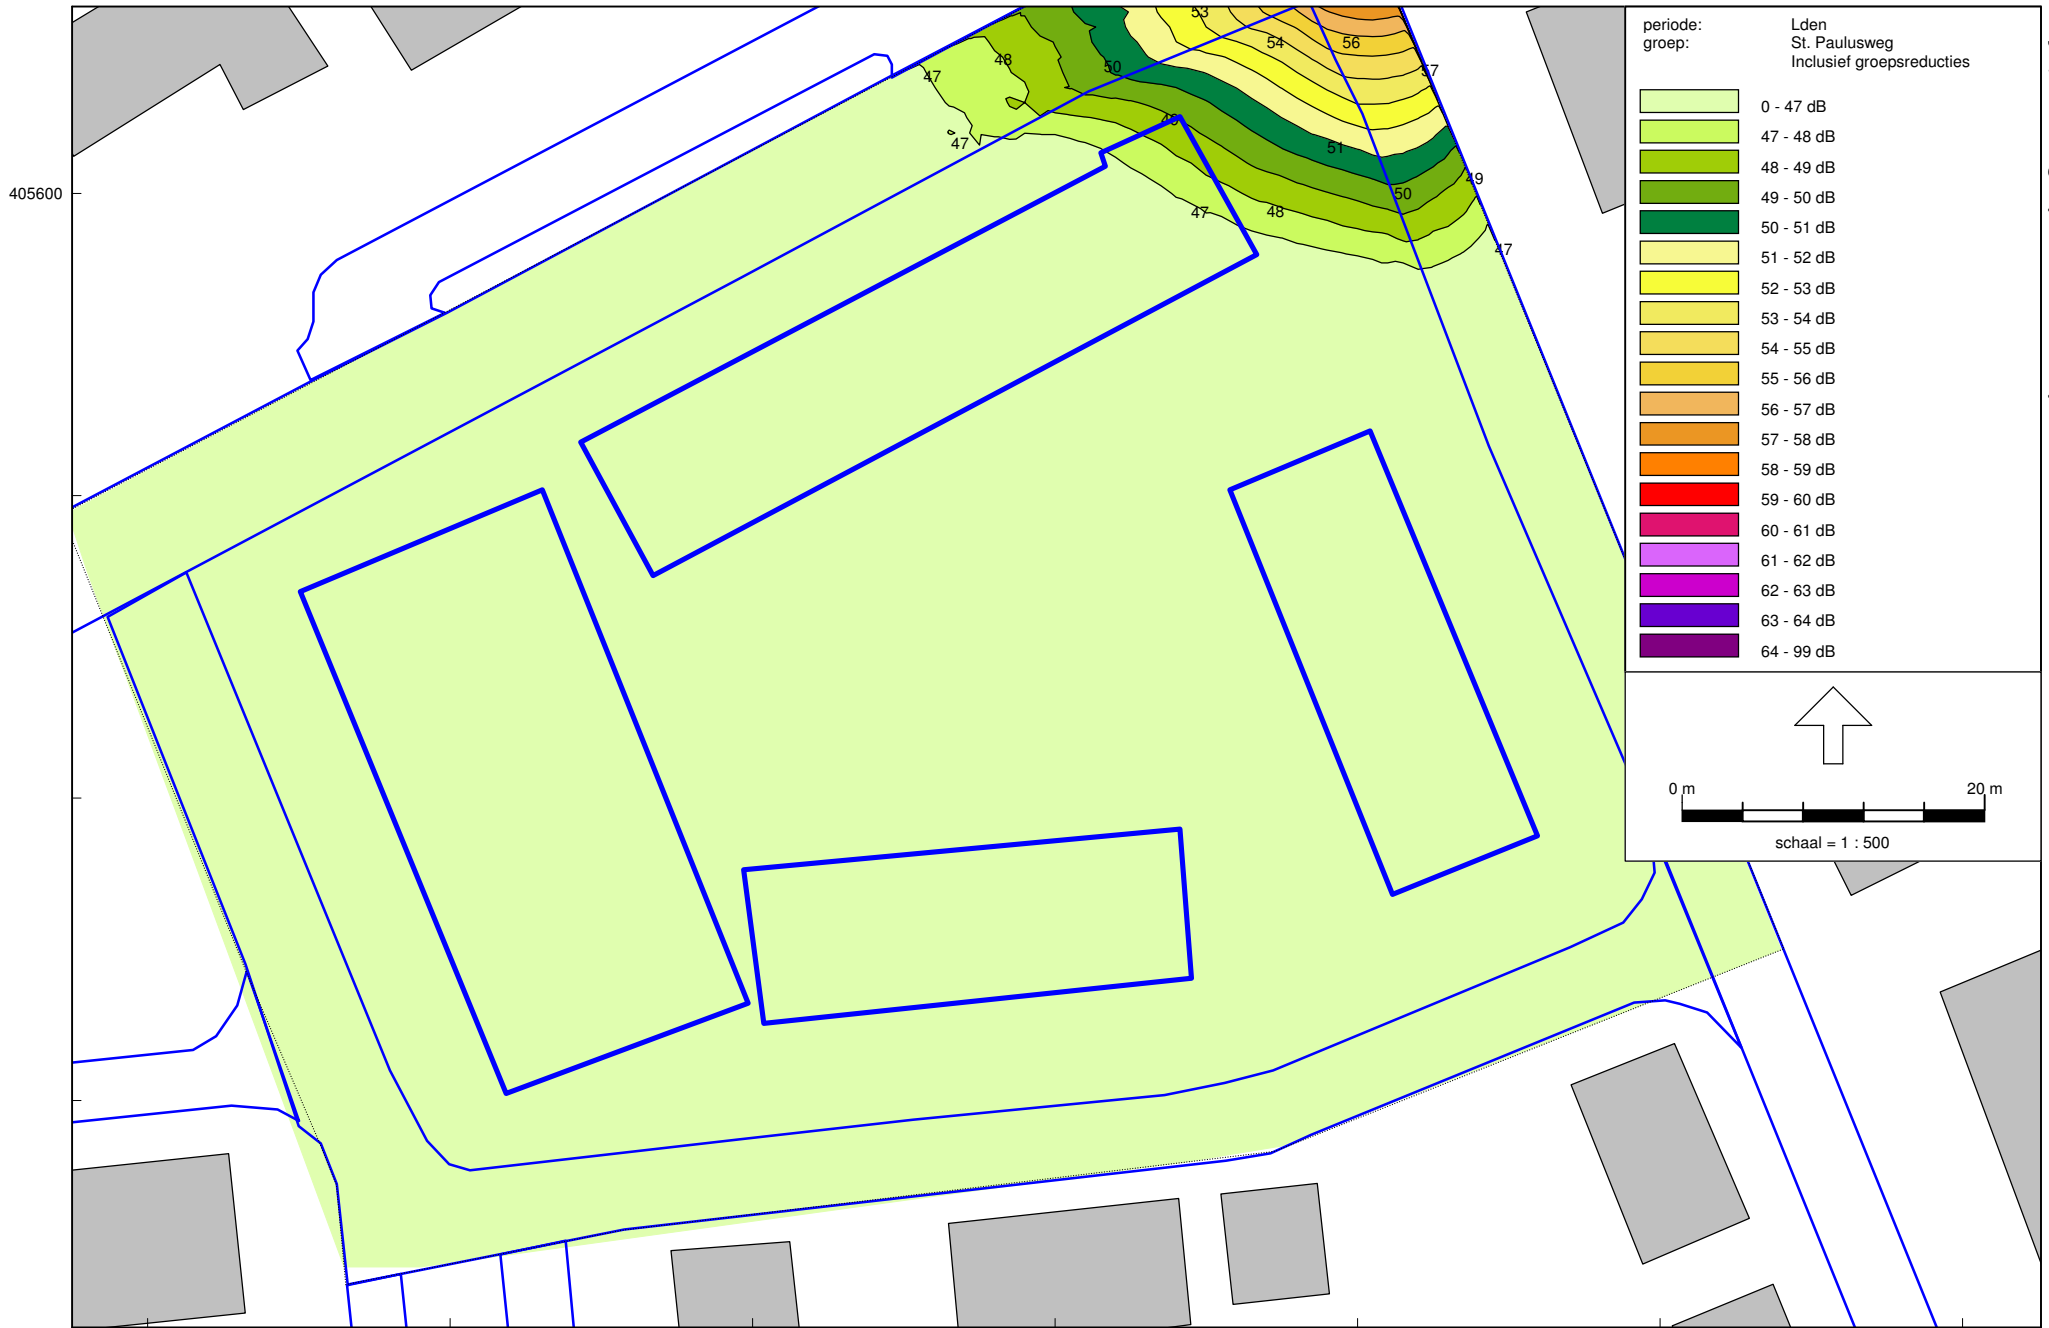 periode: Lden
groep: St. Paulusweg
Inclusief groepsreducties
0 - 47 dB
47 - 48 dB
48 - 49 dB
49 - 50 dB
50 - 51 dB
51 - 52 dB
52 - 53 dB
53 - 54 dB
54 - 55 dB
55 - 56 dB
56 - 57 dB
57 - 58 dB
58 - 59 dB
59 - 60 dB
60 - 61 dB
61 - 62 dB
62 - 63 dB
63 - 64 dB
64 - 99 dB
0 m 20 m
schaal = 1 : 500
405600
53
54
56
57
48
50
47
47
49
51
50
49
47
48
47